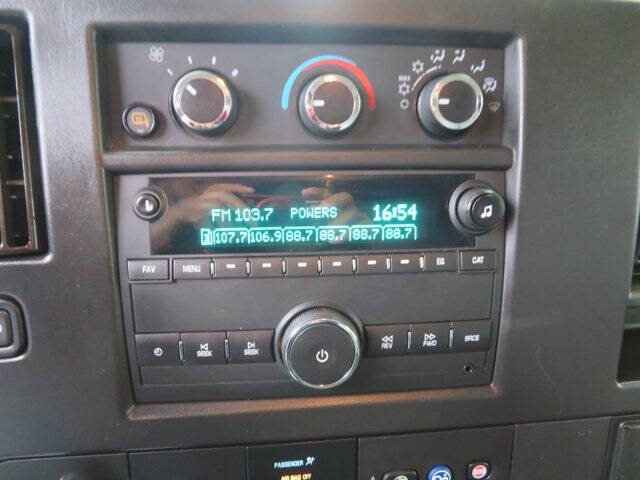 MAX
FM 103.7 POWERS 16:54
107.7 106.9 88.7 88.7 88.7 88.7
FAV MENU EQ CAT
SEEK SEEK REV FWD
PASSENGER
AIR BAG OFF